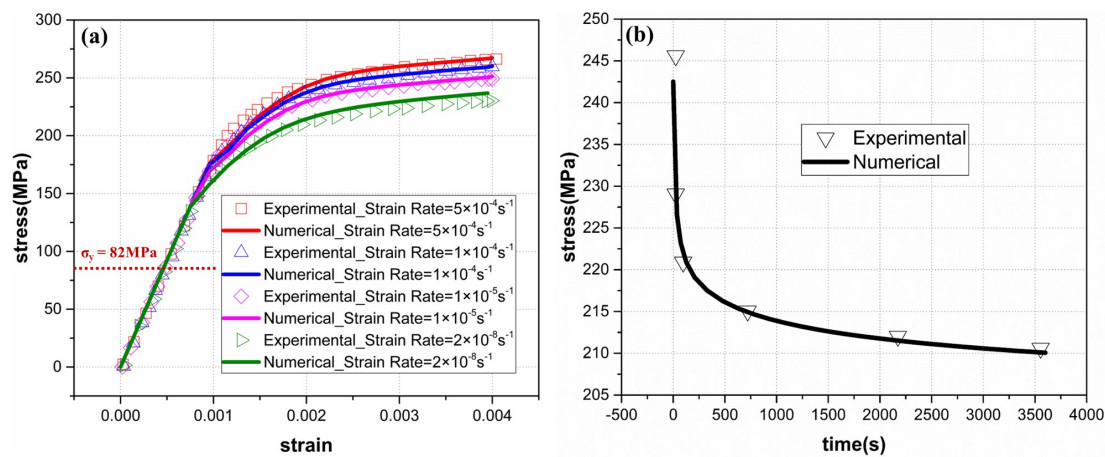 (a)
300
250
200
150
100
50
0
stress(MPa)
σy = 82MPa
Experimental_Strain Rate=5×10⁻⁴s⁻¹
Numerical_Strain Rate=5×10⁻⁴s⁻¹
Experimental_Strain Rate=1×10⁻⁴s⁻¹
Numerical_Strain Rate=1×10⁻⁴s⁻¹
Experimental_Strain Rate=1×10⁻⁵s⁻¹
Numerical_Strain Rate=1×10⁻⁵s⁻¹
Experimental_Strain Rate=2×10⁻⁸s⁻¹
Numerical_Strain Rate=2×10⁻⁸s⁻¹
0.000 0.001 0.002 0.003 0.004
strain
(b)
250
245
240
235
230
225
220
215
210
205
stress(MPa)
Experimental
Numerical
-500 0 500 1000 1500 2000 2500 3000 3500 4000
time(s)